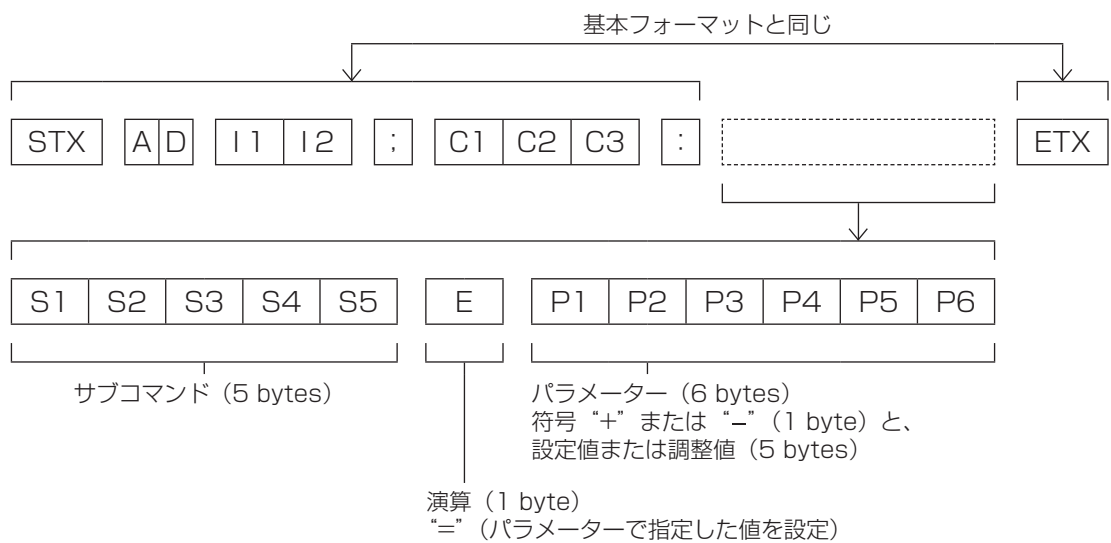 基本フォーマットと同じ
STX A D I1 I2 ; C1 C2 C3 : ETX
S1 S2 S3 S4 S5 E P1 P2 P3 P4 P5 P6
サブコマンド（5 bytes）
パラメーター（6 bytes）
符号“+”または“−”（1 byte）と、
設定値または調整値（5 bytes）
演算（1 byte）
“=”（パラメーターで指定した値を設定）